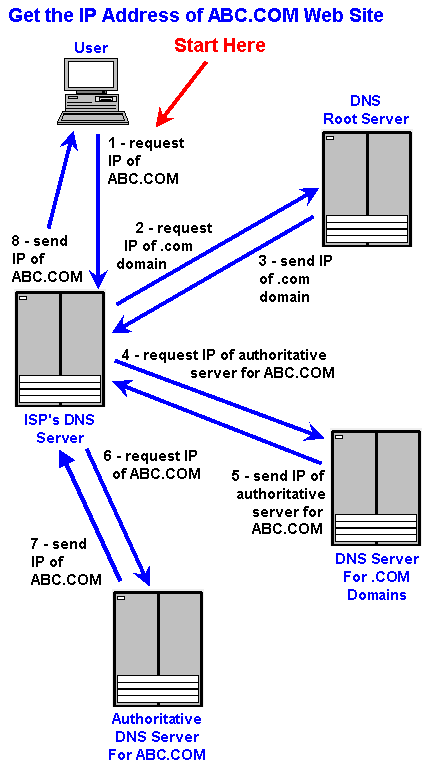 Get the IP Address of ABC.COM Web Site
User
Start Here
1 - request
IP of
ABC.COM
DNS
Root Server
2 - request
IP of .com
domain
3 - send IP
of .com
domain
8 - send
IP of
ABC.COM
ISP's DNS
Server
4 - request IP of authoritative
server for ABC.COM
5 - send IP of
authoritative
server for
ABC.COM
DNS Server
For .COM
Domains
6 - request IP
of ABC.COM
7 - send
IP of
ABC.COM
Authoritative
DNS Server
For ABC.COM